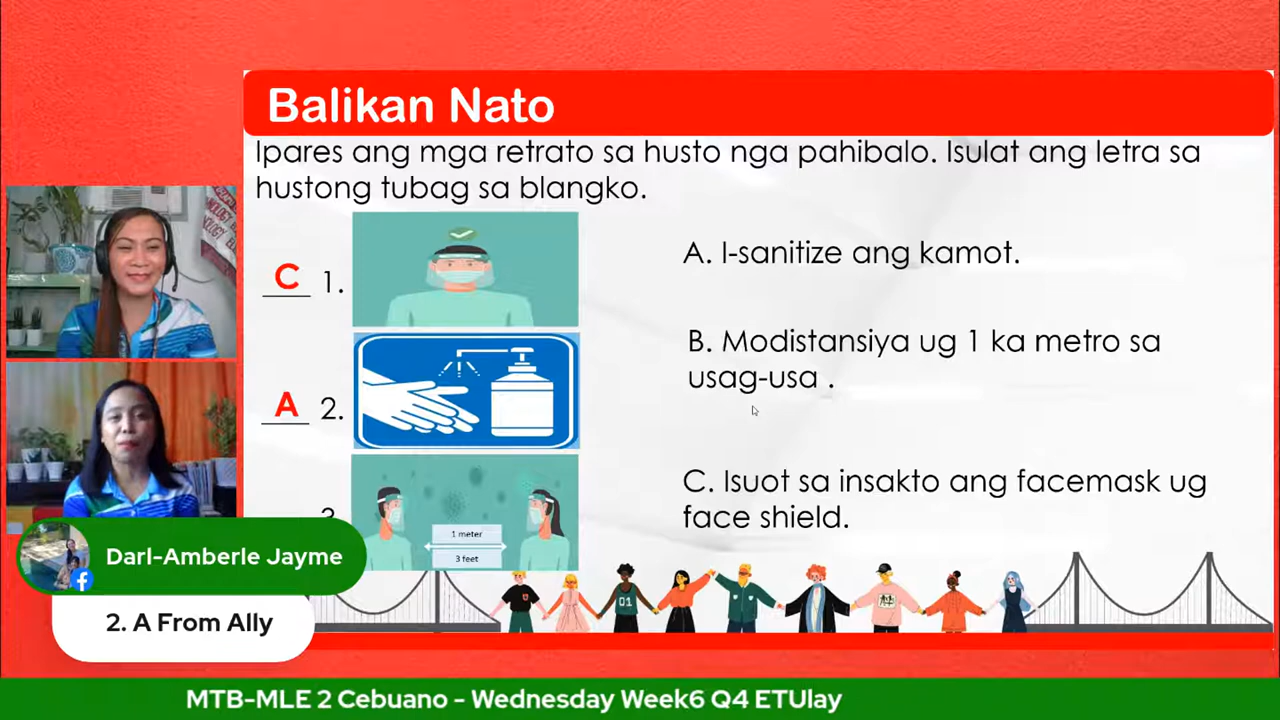 Balikan Nato
Ipares ang mga retrato sa husto nga pahibalo. Isulat ang letra sa
hustong tubag sa blangko.
C 1.
A. I-sanitize ang kamot.
A 2.
B. Modistansiya ug 1 ka metro sa
usag-usa .
3.
1 meter
3 feet
C. Isuot sa insakto ang facemask ug
face shield.
01
Darl-Amberle Jayme
2. A From Ally
MTB-MLE 2 Cebuano - Wednesday Week6 Q4 ETUlay